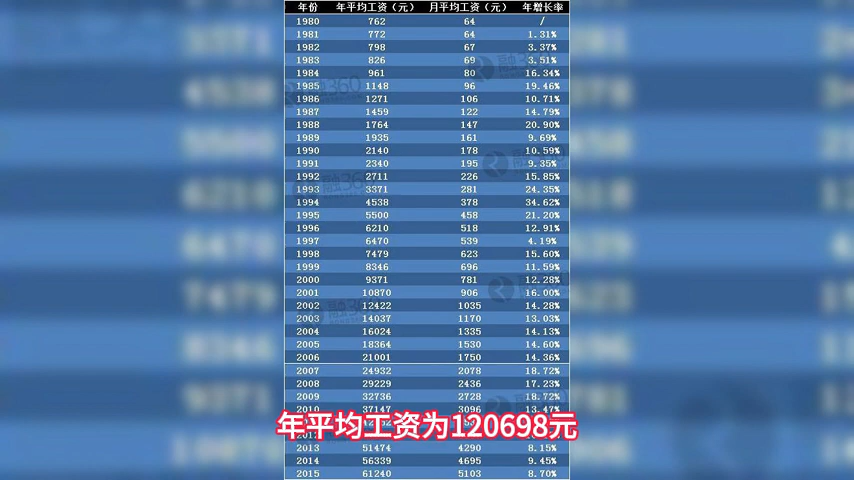 年份 年平均工资（元） 月平均工资（元） 年增长率
1980 762 64 /
1981 772 64 1.31%
1982 798 67 3.37%
1983 826 69 3.51%
1984 961 80 16.34%
1985 1148 96 19.46%
1986 1271 106 10.71%
1987 1459 122 14.79%
1988 1764 147 20.90%
1989 1935 161 9.69%
1990 2140 178 10.59%
1991 2340 195 9.35%
1992 2711 226 15.85%
1993 3371 281 24.35%
1994 4538 378 34.62%
1995 5500 458 21.20%
1996 6210 518 12.91%
1997 6470 539 4.19%
1998 7479 623 15.60%
1999 8346 696 11.59%
2000 9371 781 12.28%
2001 10870 906 16.00%
2002 12422 1035 14.28%
2003 14037 1170 13.03%
2004 16024 1335 14.13%
2005 18364 1530 14.60%
2006 21001 1750 14.36%
2007 24932 2078 18.72%
2008 29229 2436 17.23%
2009 32736 2728 18.72%
2010 37147 3096 13.47%
年平均工资为120698元
2013 51474 4290 8.15%
2014 56339 4695 9.45%
2015 61240 5103 8.70%